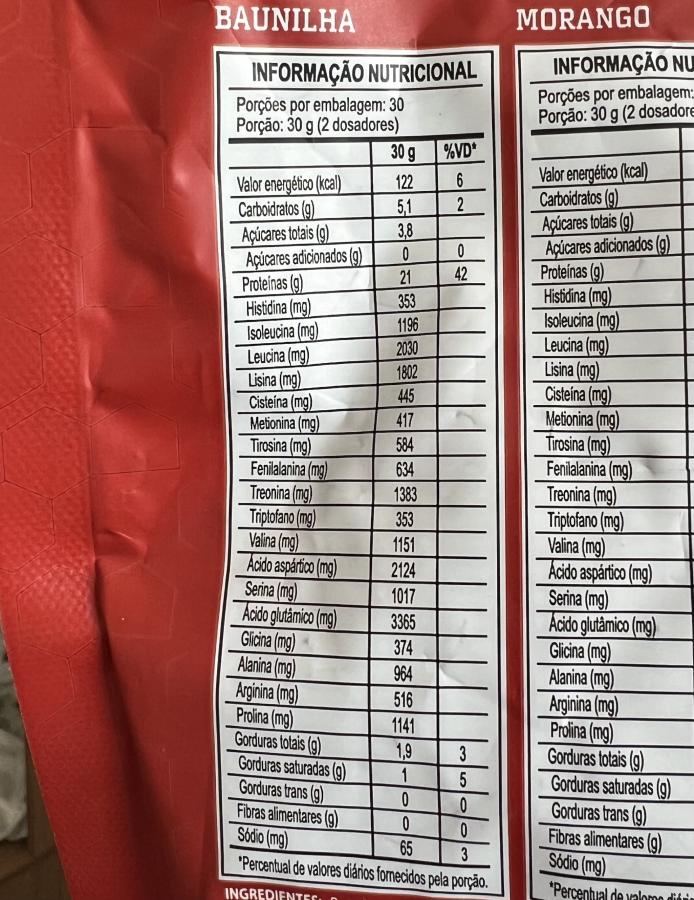 BAUNILHA
INFORMAÇÃO NUTRICIONAL
Porções por embalagem: 30
Porção: 30 g (2 dosadores)
30 g %VD*
Valor energético (kcal) 122 6
Carboidratos (g) 5,1 2
Açúcares totais (g) 3,8
Açúcares adicionados (g) 0 0
Proteínas (g) 21 42
Histidina (mg) 353
Isoleucina (mg) 1196
Leucina (mg) 2030
Lisina (mg) 1802
Cisteína (mg) 445
Metionina (mg) 417
Tirosina (mg) 584
Fenilalanina (mg) 634
Treonina (mg) 1383
Triptofano (mg) 353
Valina (mg) 1151
Ácido aspártico (mg) 2124
Serina (mg) 1017
Ácido glutâmico (mg) 3365
Glicina (mg) 374
Alanina (mg) 964
Arginina (mg) 516
Prolina (mg) 1141
Gorduras totais (g) 1,9 3
Gorduras saturadas (g) 1 5
Gorduras trans (g) 0 0
Fibras alimentares (g) 0 0
Sódio (mg) 65 3
*Percentual de valores diários fornecidos pela porção.
INGREDIENTES:
MORANGO
INFORMAÇÃO NU
Porções por embalagem:
Porção: 30 g (2 dosadore
Valor energético (kcal)
Carboidratos (g)
Açúcares totais (g)
Açúcares adicionados (g)
Proteínas (g)
Histidina (mg)
Isoleucina (mg)
Leucina (mg)
Lisina (mg)
Cisteína (mg)
Metionina (mg)
Tirosina (mg)
Fenilalanina (mg)
Treonina (mg)
Triptofano (mg)
Valina (mg)
Ácido aspártico (mg)
Serina (mg)
Ácido glutâmico (mg)
Glicina (mg)
Alanina (mg)
Arginina (mg)
Prolina (mg)
Gorduras totais (g)
Gorduras saturadas (g)
Gorduras trans (g)
Fibras alimentares (g)
Sódio (mg)
*Percentual de valores